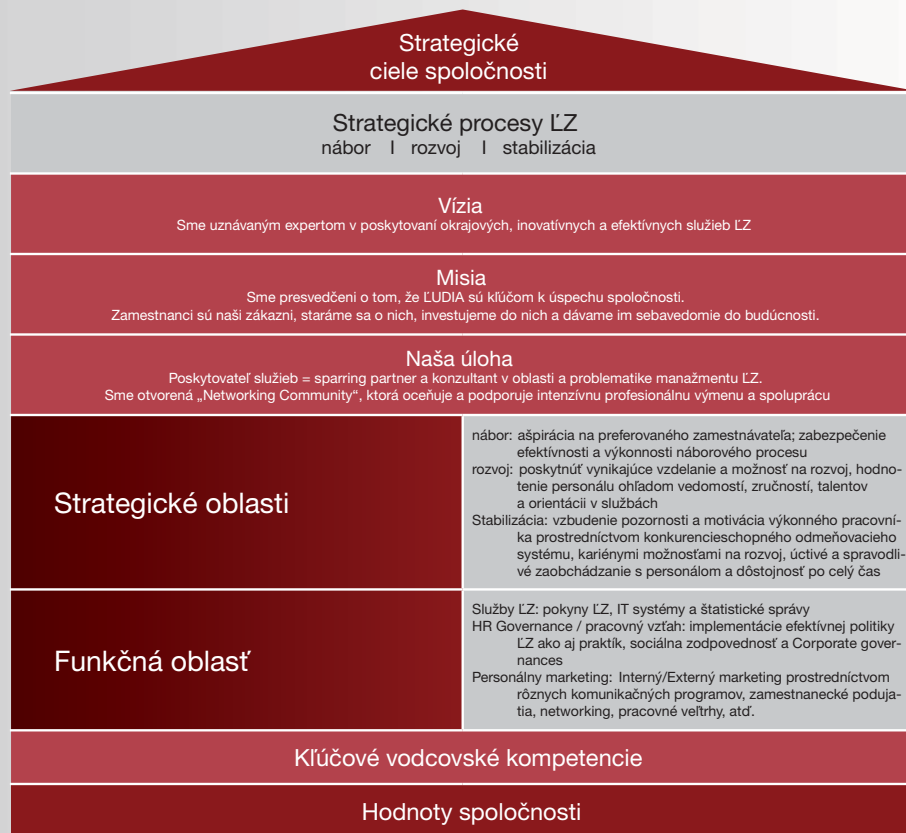 Strategické
ciele spoločnosti
Strategické procesy ĽZ
nábor I rozvoj I stabilizácia
Vízia
Sme uznávaným expertom v poskytovaní okrajových, inovatívnych a efektívnych služieb ĽZ
Misia
Sme presvedčeni o tom, že ĽUDIA sú kľúčom k úspechu spoločnosti.
Zamestnanci sú naši zákazni, staráme sa o nich, investujeme do nich a dávame im sebavedomie do budúcnosti.
Naša úloha
Poskytovateľ služieb = sparring partner a konzultant v oblasti a problematike manažmentu ĽZ.
Sme otvorená „Networking Community“, ktorá oceňuje a podporuje intenzívnu profesionálnu výmenu a spoluprácu
Strategické oblasti
nábor: ašpirácia na preferovaného zamestnávateľa; zabezpečenie
efektívnosti a výkonnosti náborového procesu
rozvoj: poskytnúť vynikajúce vzdelanie a možnosť na rozvoj, hodno-
tenie personálu ohľadom vedomostí, zručností, talentov
a orientácii v službách
Stabilizácia: vzbudenie pozornosti a motivácia výkonného pracovní-
ka prostredníctvom konkurencieschopného odmeňovacieho
systému, kariénymi možnosťami na rozvoj, úctivé a spravodli-
vé zaobchádzanie s personálom a dôstojnosť po celý čas
Funkčná oblasť
Služby ĽZ: pokyny ĽZ, IT systémy a štatistické správy
HR Governance / pracovný vzťah: implementácie efektívnej politiky
ĽZ ako aj praktík, sociálna zodpovednosť a Corporate gover-
nances
Personálny marketing: Interný/Externý marketing prostredníctvom
rôznych komunikačných programov, zamestnanecké poduja-
tia, networking, pracovné veľtrhy, atď.
Kľúčové vodcovské kompetencie
Hodnoty spoločnosti